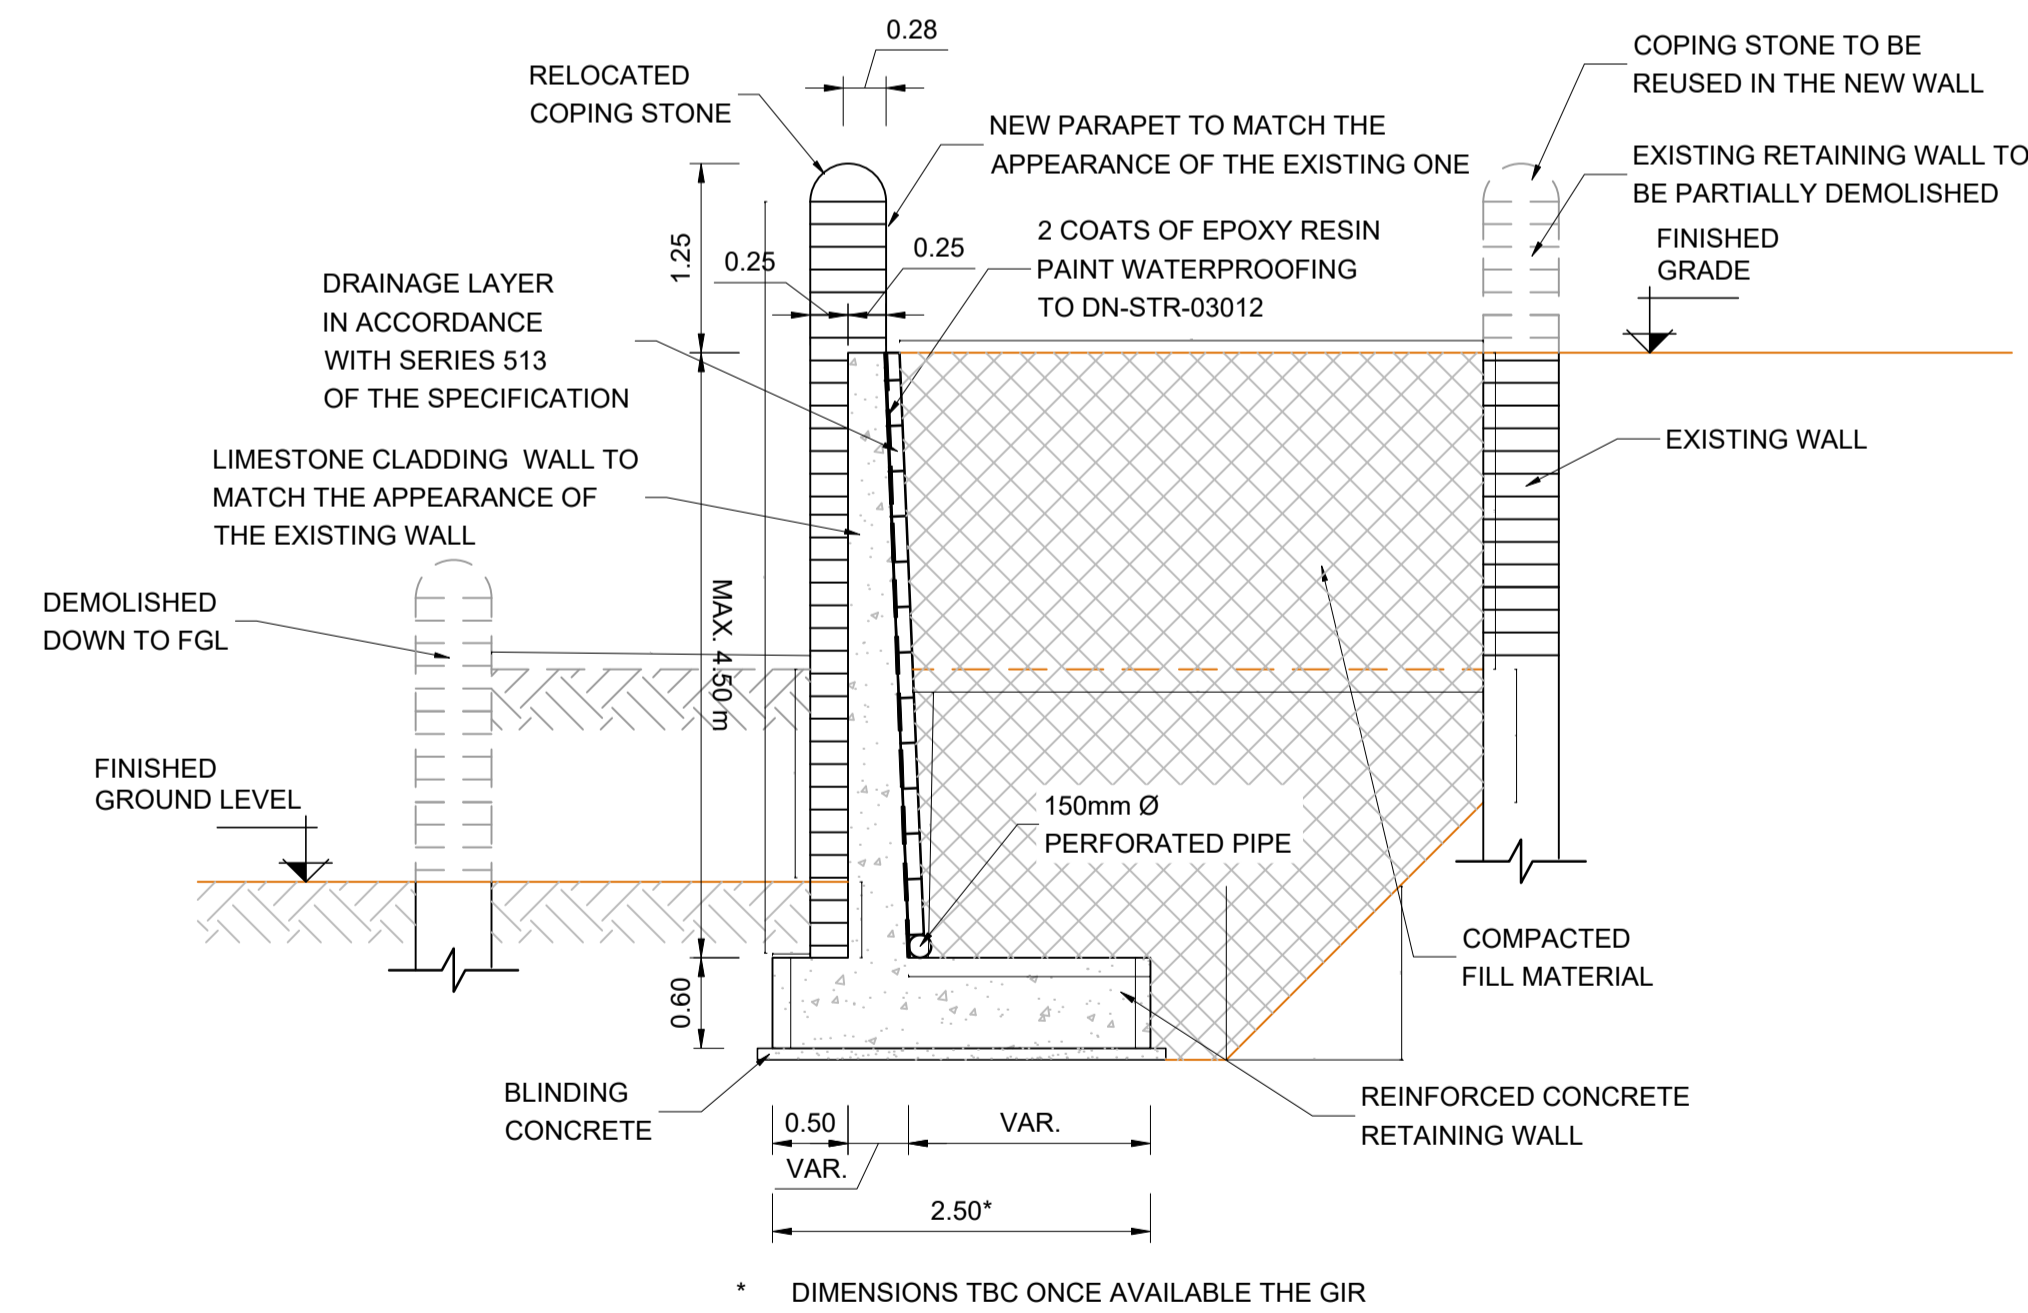 0.28
RELOCATED
COPING STONE
COPING STONE TO BE
REUSED IN THE NEW WALL
NEW PARAPET TO MATCH THE
APPEARANCE OF THE EXISTING ONE
EXISTING RETAINING WALL TO
BE PARTIALLY DEMOLISHED
1.25
0.25
0.25
2 COATS OF EPOXY RESIN
PAINT WATERPROOFING
TO DN-STR-03012
FINISHED
GRADE
DRAINAGE LAYER
IN ACCORDANCE
WITH SERIES 513
OF THE SPECIFICATION
EXISTING WALL
LIMESTONE CLADDING WALL TO
MATCH THE APPEARANCE OF
THE EXISTING WALL
DEMOLISHED
DOWN TO FGL
MAX. 4.50 m
FINISHED
GROUND LEVEL
150mm Ø
PERFORATED PIPE
COMPACTED
FILL MATERIAL
0.60
BLINDING
CONCRETE
REINFORCED CONCRETE
RETAINING WALL
0.50
VAR.
VAR.
2.50*
* DIMENSIONS TBC ONCE AVAILABLE THE GIR